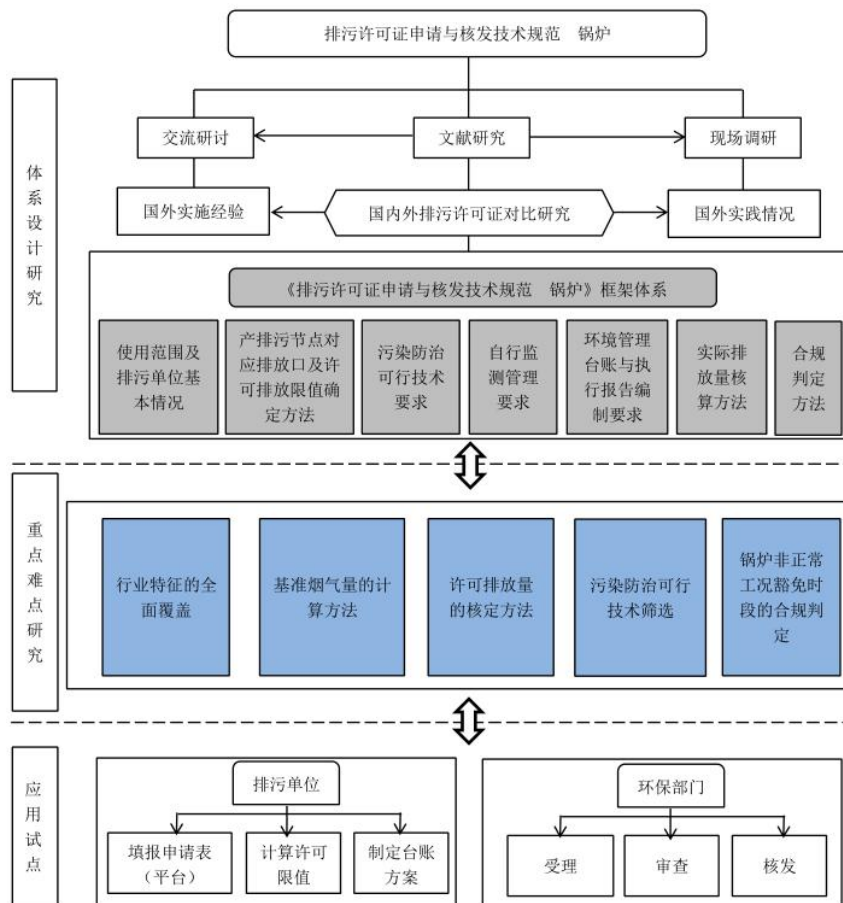 排污许可证申请与核发技术规范　锅炉
体系设计研究
交流研讨
文献研究
现场调研
国外实施经验
国内外排污许可证对比研究
国外实践情况
《排污许可证申请与核发技术规范　锅炉》框架体系
使用范围及
排污单位基
本情况
产排污节点对
应排放口及许
可排放限值确
定方法
污染防治
可行技术
要求
自行监
测管理
要求
环境管理
台账与执
行报告编
制要求
实际排
放量核
算方法
合规
判定
方法
重点难点研究
行业特征的全
面覆盖
基准烟气量的计
算方法
许可排放量
的核定方法
污染防治可行
技术筛选
锅炉非正常
工况豁免时
段的合规判
定
应用试点
排污单位
填报申请表
（平台）
计算许可
限值
制定台账
方案
环保部门
受理
审查
核发